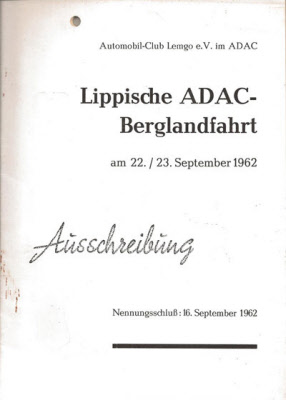 Automobil-Club Lemgo e.V. im ADAC
Lippische ADAC-
Berglandfahrt
am 22. / 23. September 1962
Ausschreibung
Nennungsschluß: 16. September 1962